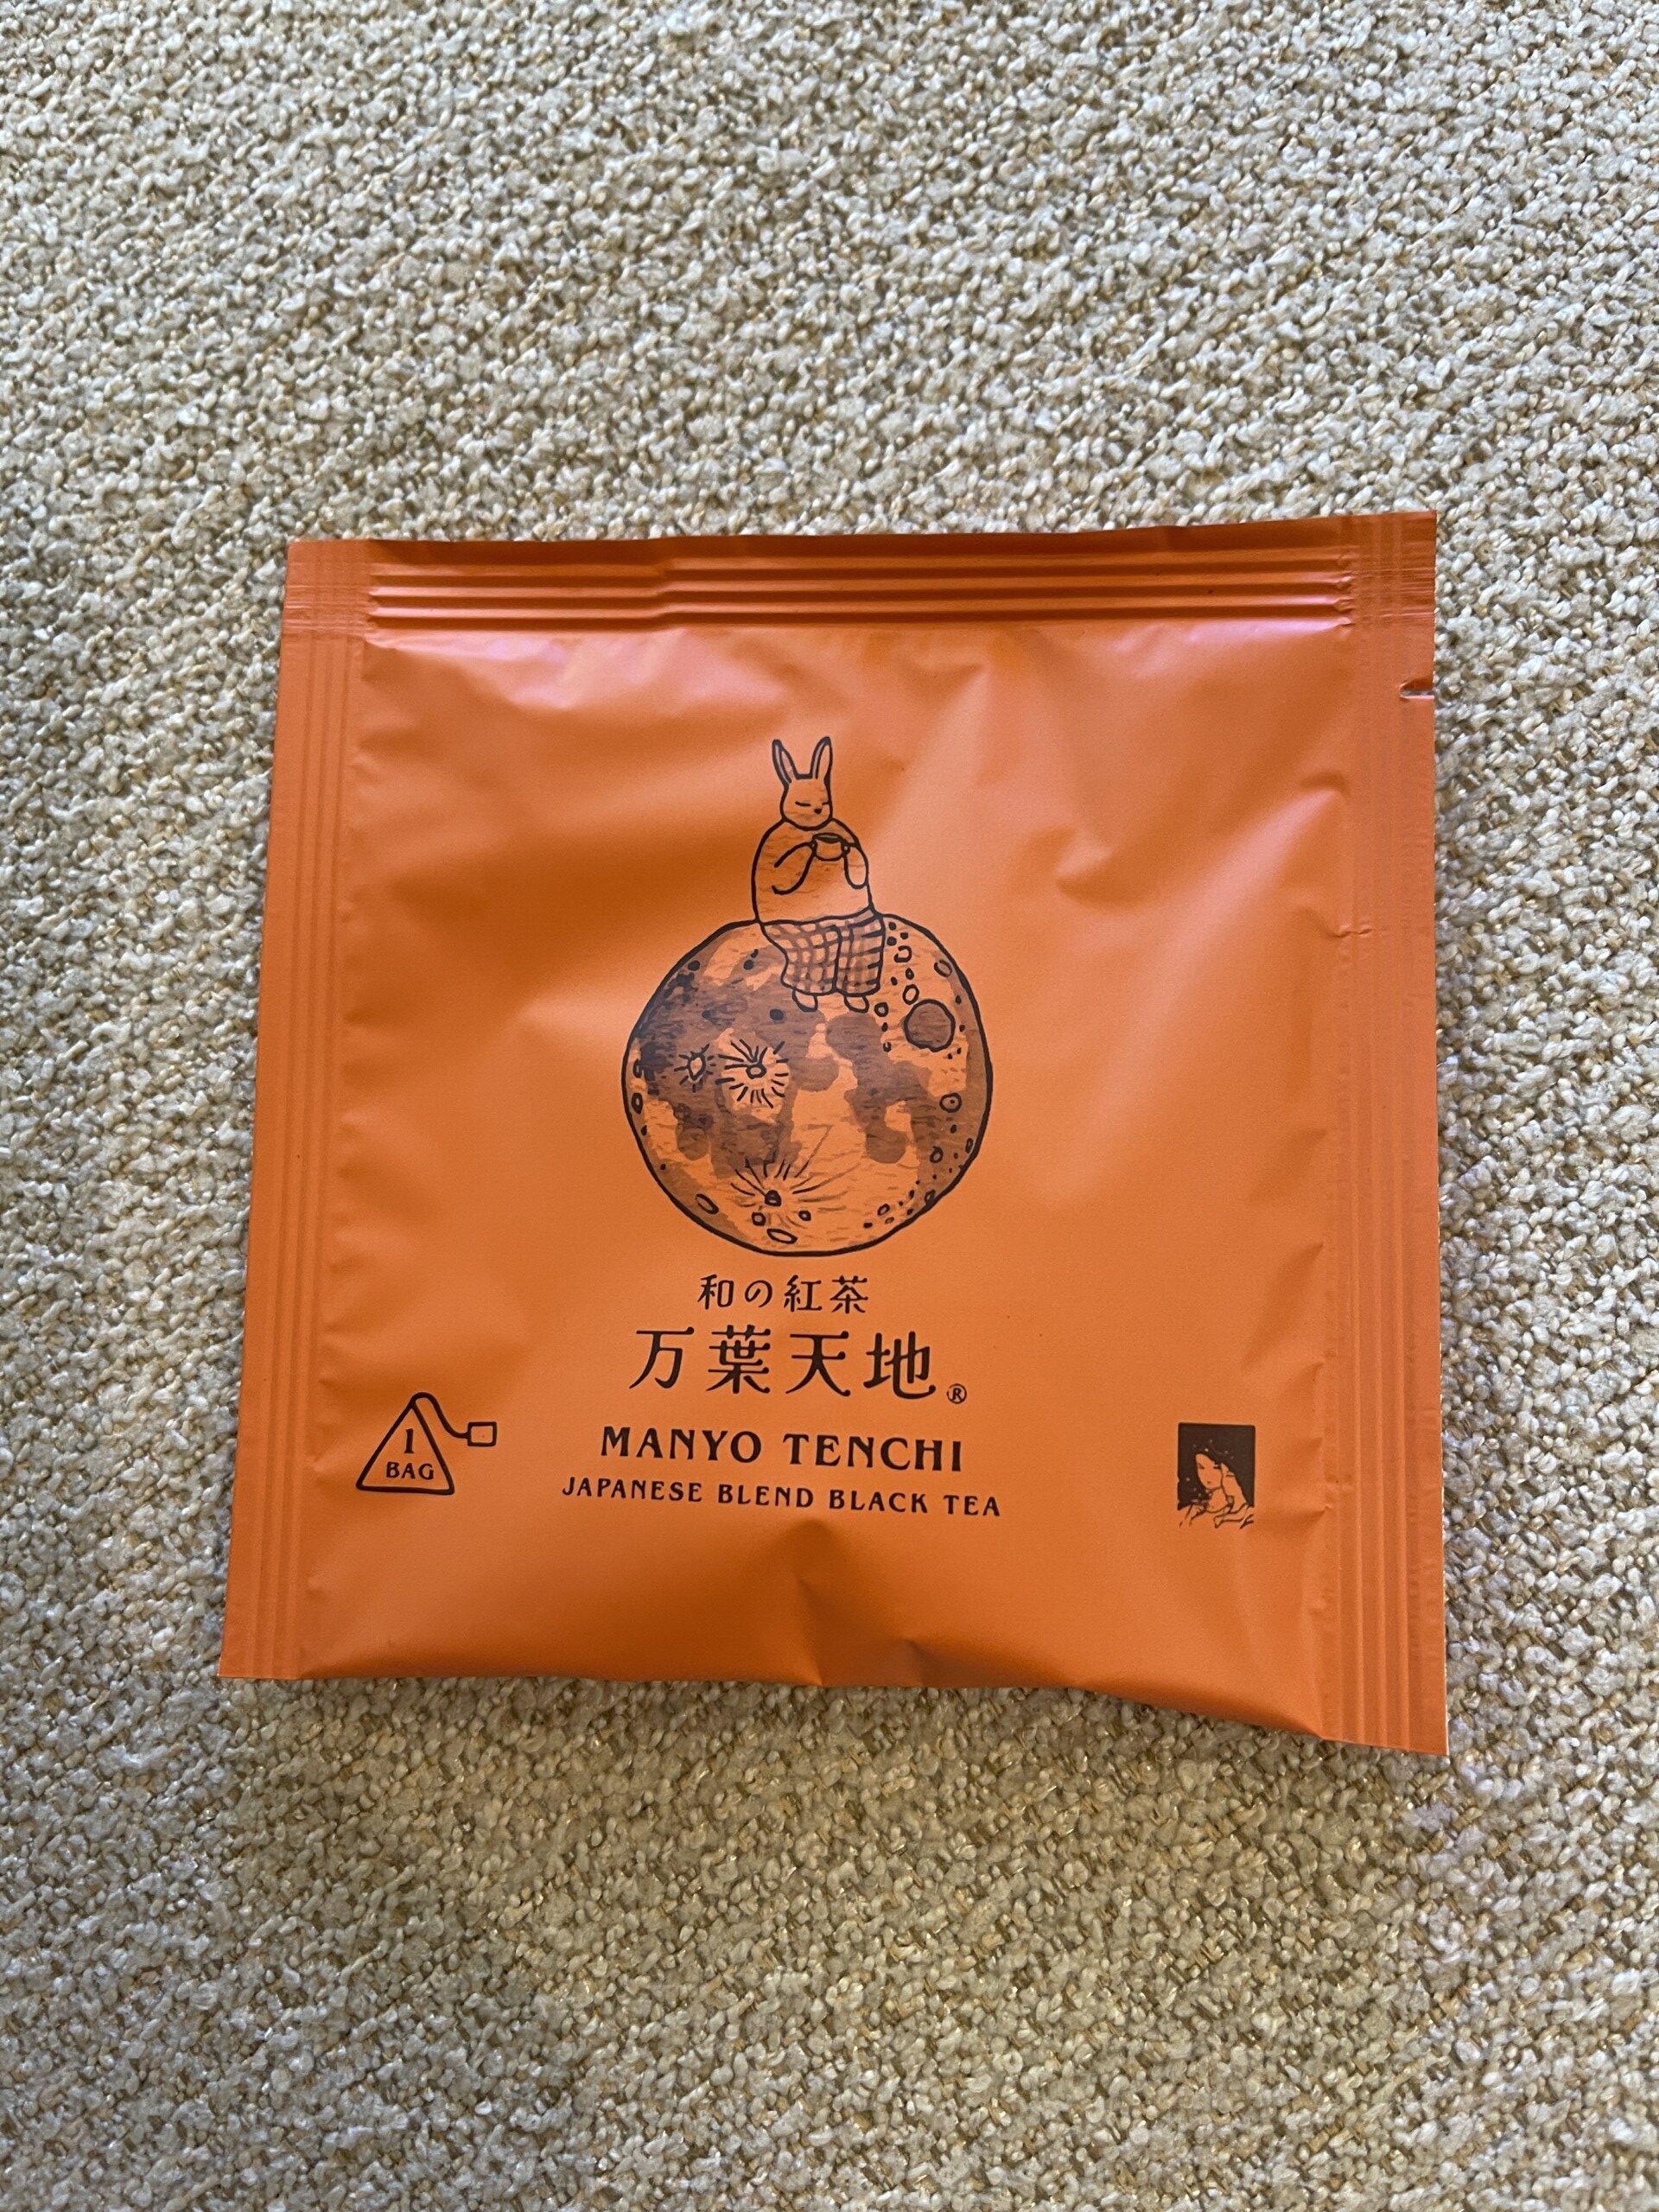 和の紅茶
万葉天地®
MANYO TENCHI
JAPANESE BLEND BLACK TEA
1
BAG